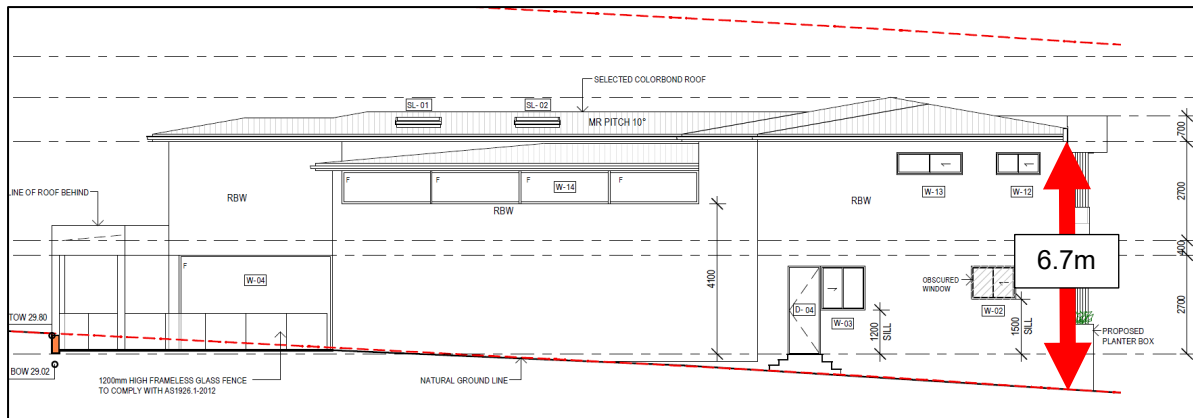 SELECTED COLORBOND ROOF
SL-01
SL-02
MR PITCH 10°
700
W-13
W-12
F
F
W-14
F
F
LINE OF ROOF BEHIND
RBW
RBW
RBW
2700
400
6.7m
F
W-04
4100
OBSCURED
WINDOW
W-02
D-04
W-03
1200
SILL
1500
SILL
2700
TOW 29.80
BOW 29.02
PROPOSED
PLANTER BOX
1200mm HIGH FRAMELESS GLASS FENCE
TO COMPLY WITH AS1926.1-2012
NATURAL GROUND LINE